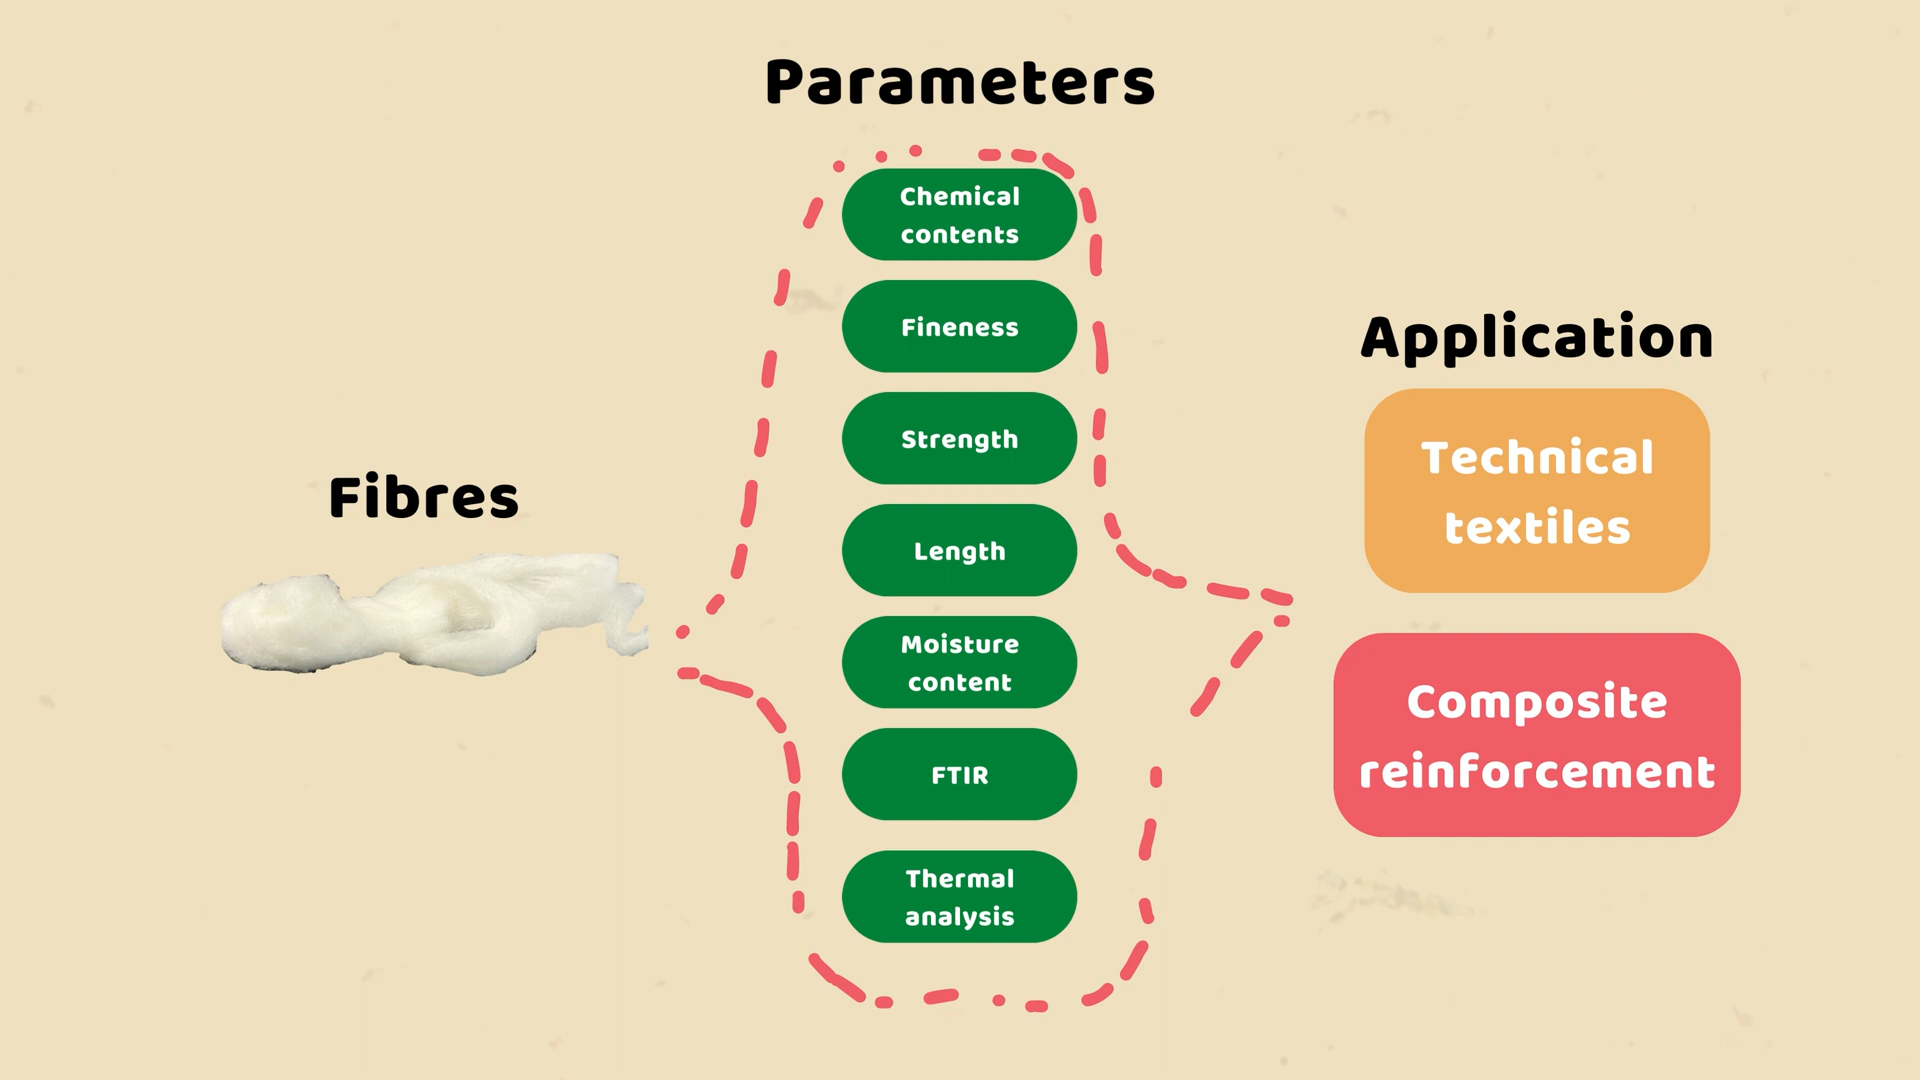 Parameters
Chemical
contents
Fineness
Strength
Length
Moisture
content
FTIR
Thermal
analysis
Fibres
Application
Technical
textiles
Composite
reinforcement